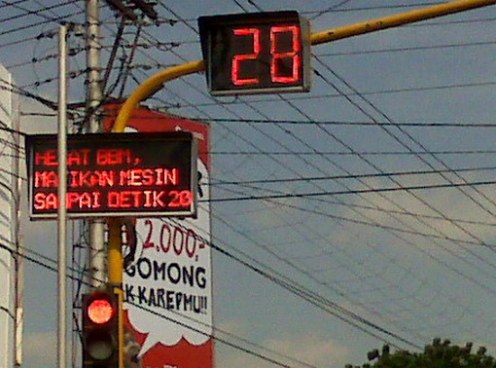 28
HEMAT BBM,
MATIKAN MESIN
SAMPAI DETIK 20
2.000,-
GOMONG
KAREPMU!!